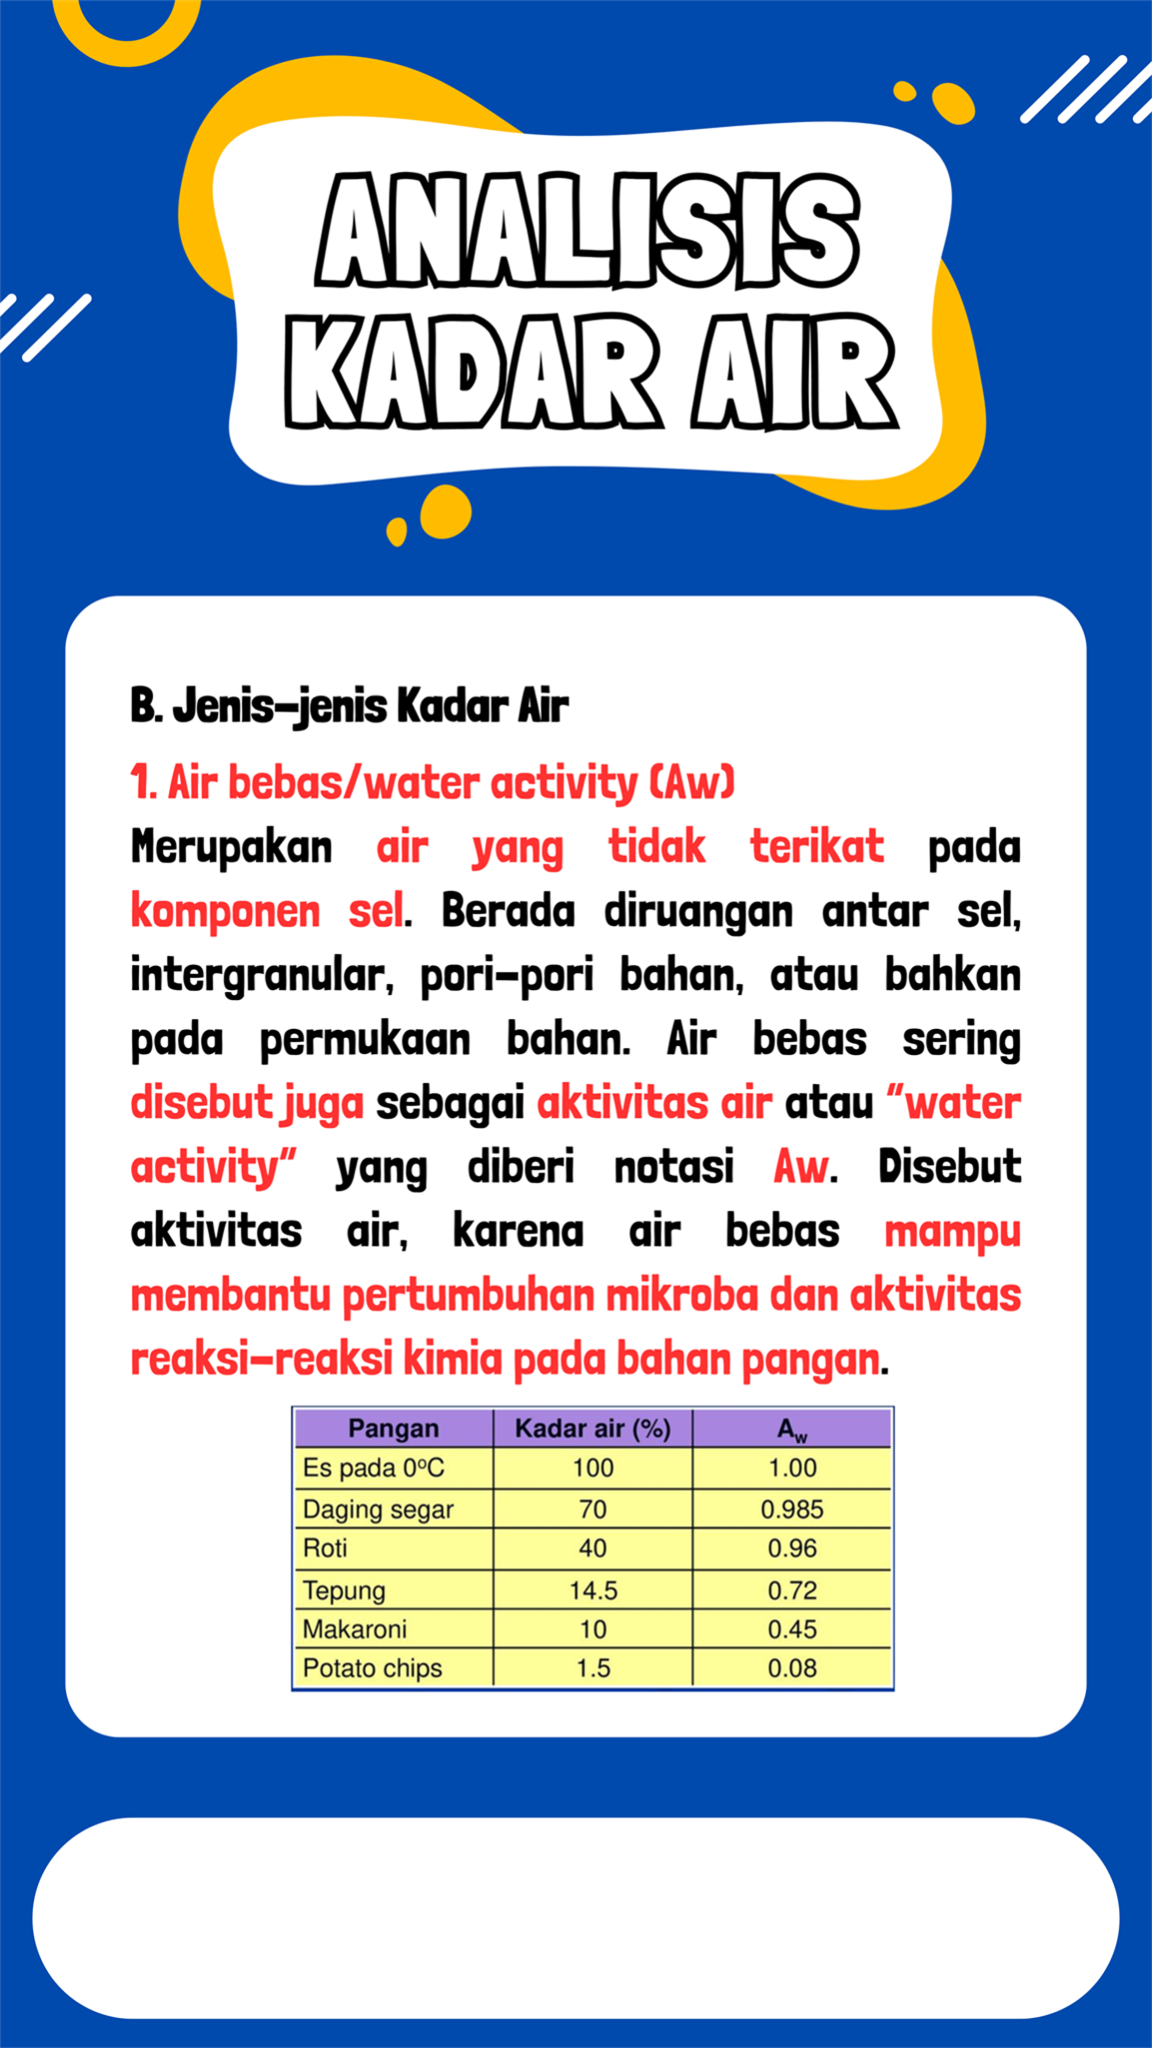 ANALISIS
KADAR AIR
B. Jenis-jenis Kadar Air
1. Air bebas/water activity (Aw)
Merupakan air yang tidak terikat pada
komponen sel. Berada diruangan antar sel,
intergranular, pori-pori bahan, atau bahkan
pada permukaan bahan. Air bebas sering
disebut juga sebagai aktivitas air atau "water
activity" yang diberi notasi Aw. Disebut
aktivitas air, karena air bebas mampu
membantu pertumbuhan mikroba dan aktivitas
reaksi-reaksi kimia pada bahan pangan.
Pangan Kadar air (%) Aw
Es pada 0°C 100 1.00
Daging segar 70 0.985
Roti 40 0.96
Tepung 14.5 0.72
Makaroni 10 0.45
Potato chips 1.5 0.08